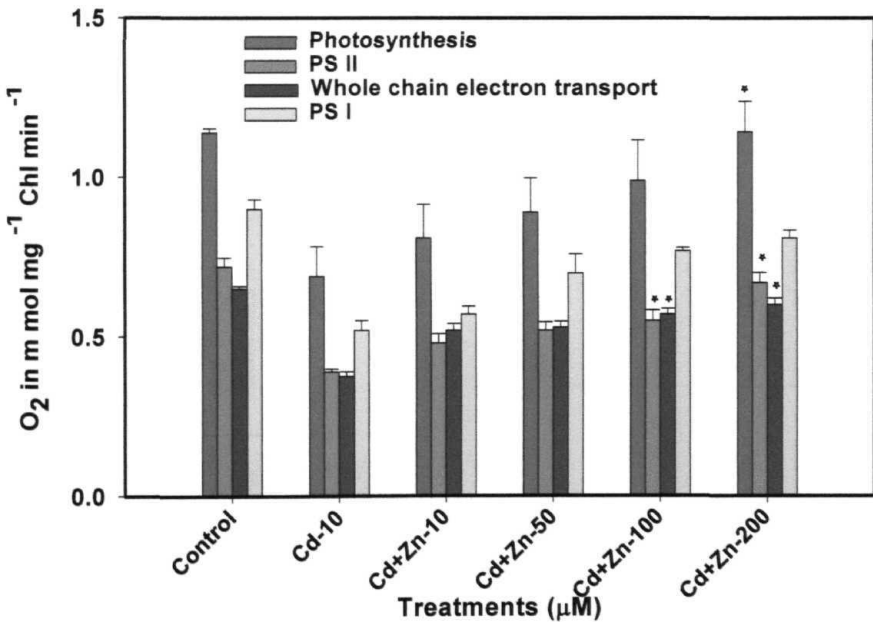 O₂ in m mol mg ⁻¹ Chl min ⁻¹
1.5
1.0
0.5
0.0
Photosynthesis
PS II
Whole chain electron transport
PS I
* 
* *
* *
Control
Cd-10
Cd+Zn-10
Cd+Zn-50
Cd+Zn-100
Cd+Zn-200
Treatments (μM)